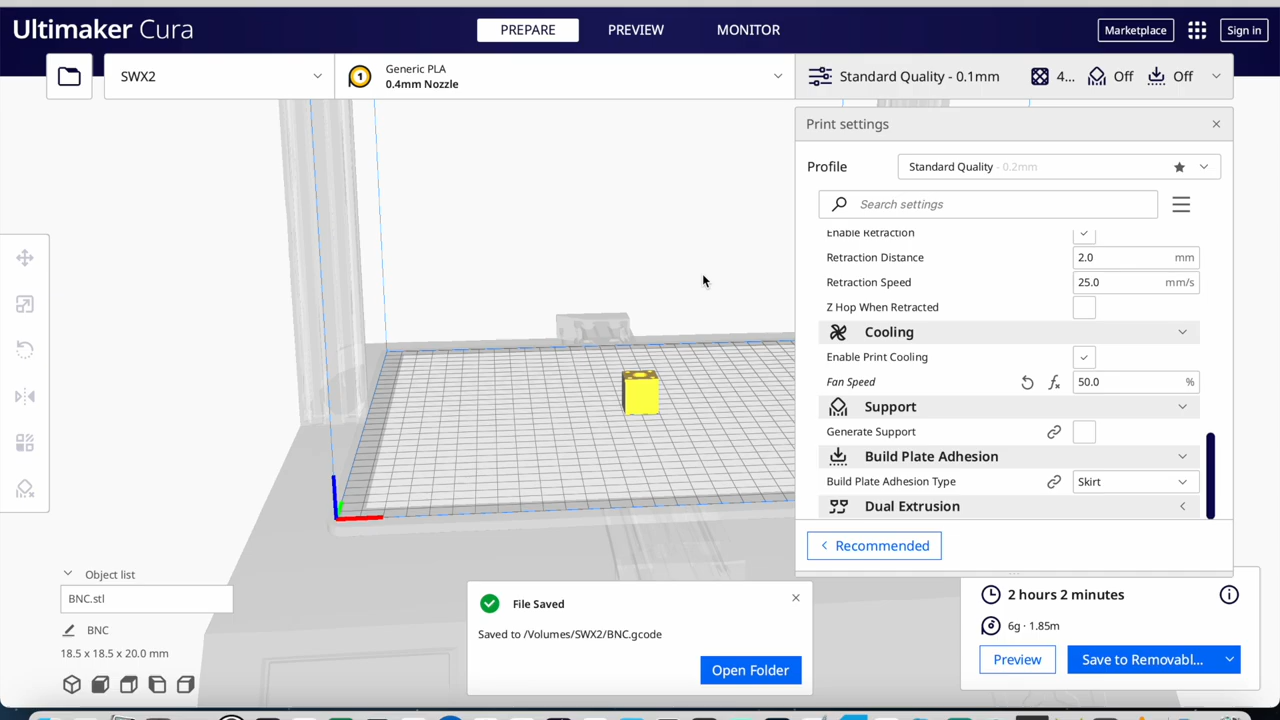 Ultimaker Cura
PREPARE
PREVIEW
MONITOR
Marketplace
Sign in
SWX2
1
Generic PLA
0.4mm Nozzle
Standard Quality - 0.1mm
4...
Off
Off
Print settings
Profile
Standard Quality - 0.2mm
Search settings
Enable Retraction
Retraction Distance
2.0 mm
Retraction Speed
25.0 mm/s
Z Hop When Retracted
Cooling
Enable Print Cooling
Fan Speed
50.0 %
Support
Generate Support
Build Plate Adhesion
Build Plate Adhesion Type
Skirt
Dual Extrusion
Recommended
Object list
BNC.stl
BNC
18.5 x 18.5 x 20.0 mm
File Saved
Saved to /Volumes/SWX2/BNC.gcode
Open Folder
2 hours 2 minutes
6g · 1.85m
Preview
Save to Removabl...